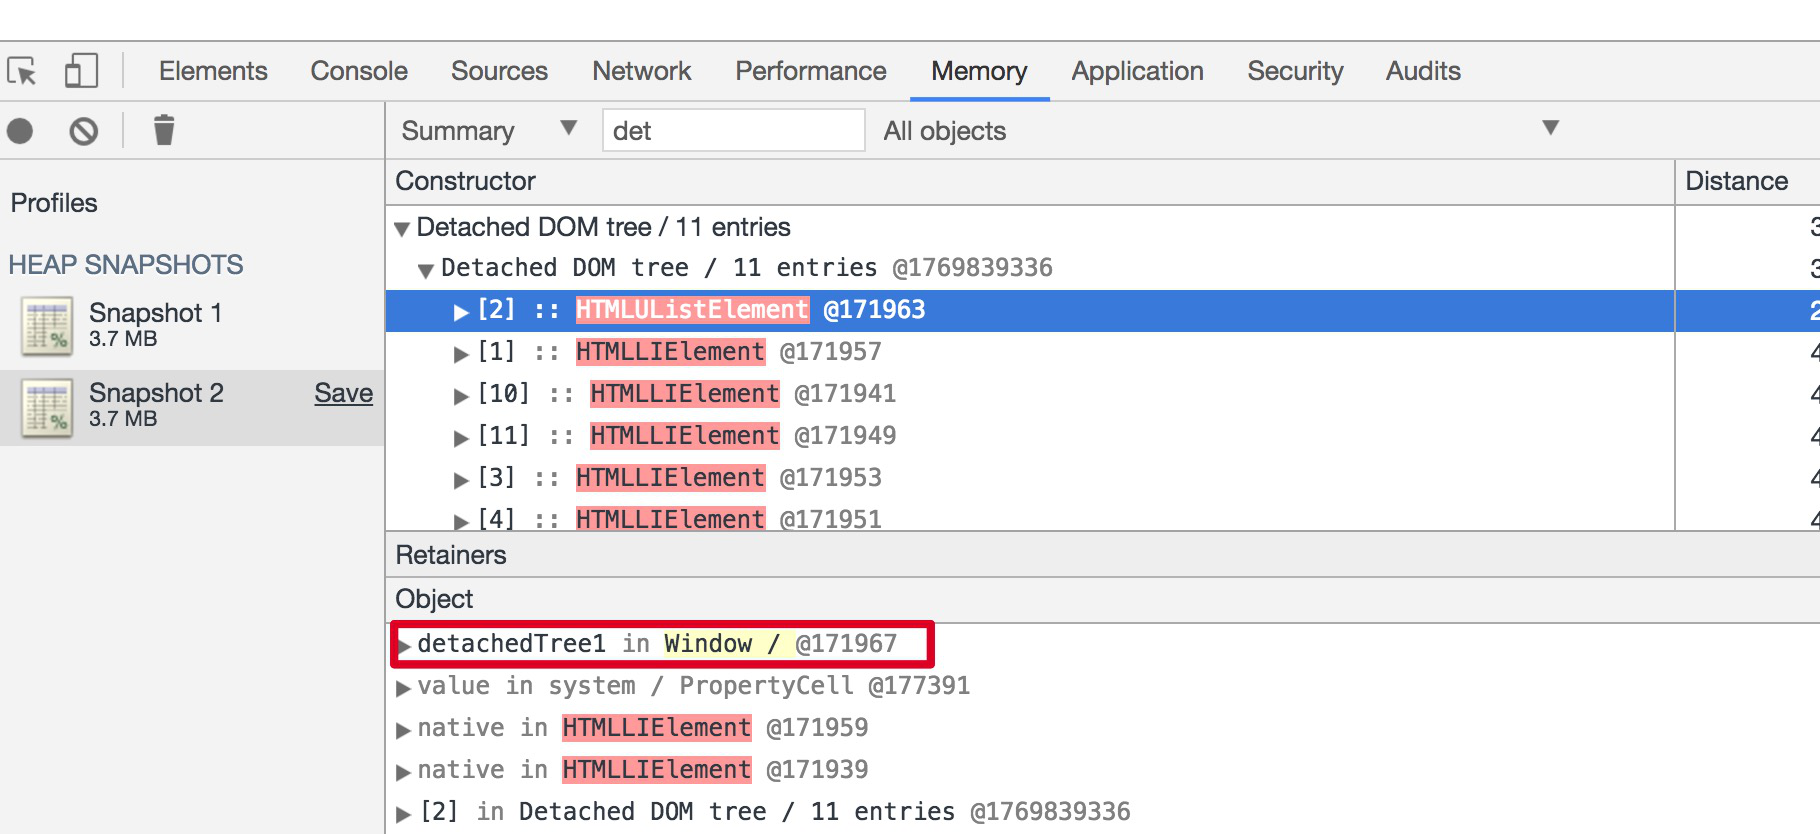 Elements Console Sources Network Performance Memory Application Security Audits
Summary det All objects
Profiles
HEAP SNAPSHOTS
Snapshot 1
3.7 MB
Snapshot 2 Save
3.7 MB
Constructor Distance
Detached DOM tree / 11 entries 3
Detached DOM tree / 11 entries @1769839336 3
[2] :: HTMLUListElement @171963 2
[1] :: HTMLLIElement @171957 4
[10] :: HTMLLIElement @171941 4
[11] :: HTMLLIElement @171949 4
[3] :: HTMLLIElement @171953 4
[4] :: HTMLLIElement @171951 4
Retainers
Object
detachedTree1 in Window / @171967
value in system / PropertyCell @177391
native in HTMLLIElement @171959
native in HTMLLIElement @171939
[2] in Detached DOM tree / 11 entries @1769839336